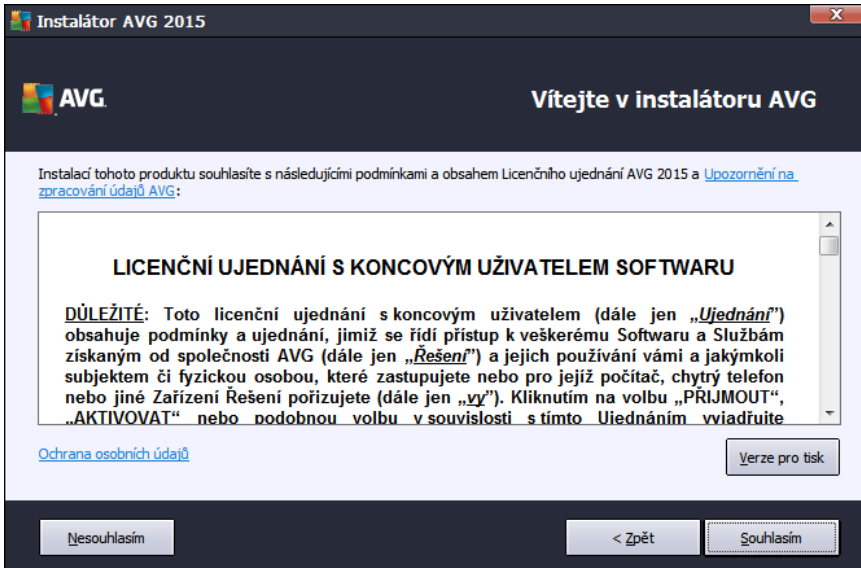 Instalátor AVG 2015
AVG.
Vítejte v instalátoru AVG
Instalací tohoto produktu souhlasíte s následujícími podmínkami a obsahem Licenčního ujednání AVG 2015 a Upozornění na
zpracování údajů AVG:
LICENČNÍ UJEDNÁNÍ S KONCOVÝM UŽIVATELEM SOFTWARU
DŮLEŽITÉ: Toto licenční ujednání s koncovým uživatelem (dále jen „Ujednání”)
obsahuje podmínky a ujednání, jimiž se řídí přístup k veškerému Softwaru a Službám
získaným od společnosti AVG (dále jen „Řešení”) a jejich používání vámi a jakýmkoli
subjektem či fyzickou osobou, které zastupujete nebo pro jejíž počítač, chytrý telefon
nebo jiné Zařízení Řešení pořizujete (dále jen „vy”). Kliknutím na volbu „PŘIJMOUT“,
„AKTIVOVAT“ nebo podobnou volbu v souvislosti s tímto Ujednáním vyjadřujte
Ochrana osobních údajů
Verze pro tisk
Nesouhlasím
< Zpět
Souhlasím